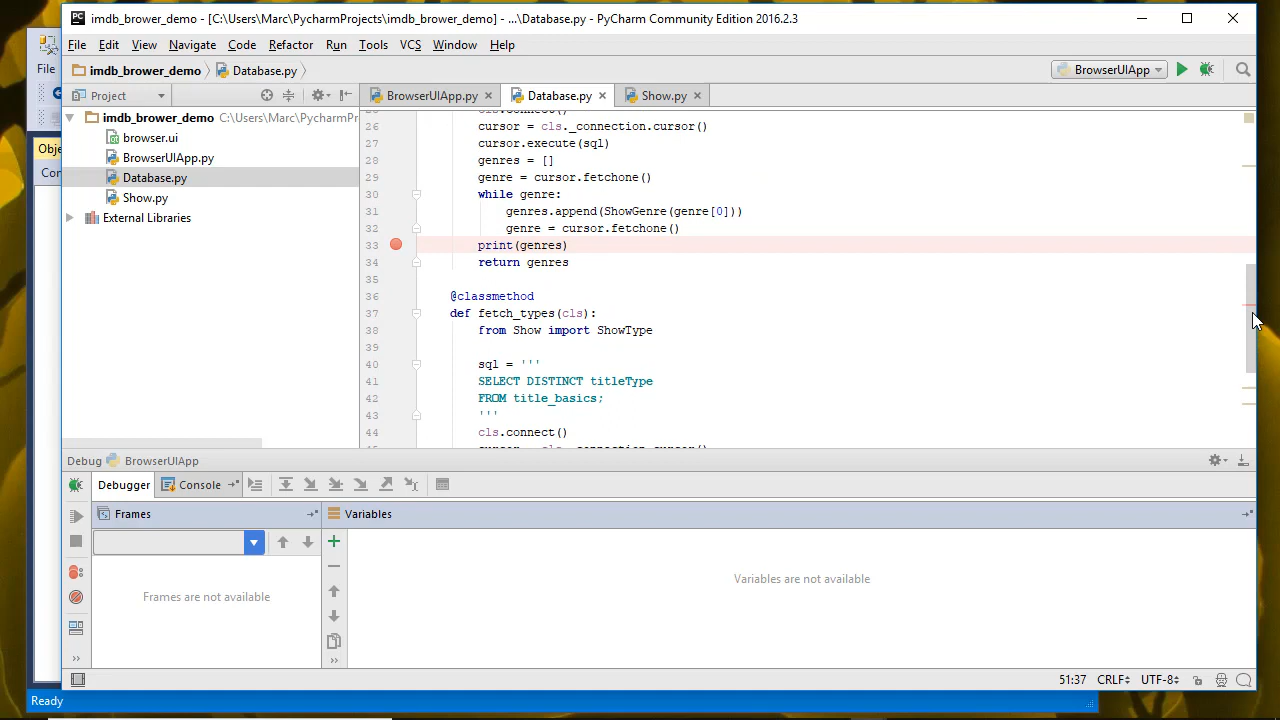 imdb_brower_demo - [C:\Users\Marc\PycharmProjects\imdb_brower_demo] - ...\Database.py - PyCharm Community Edition 2016.2.3
File Edit View Navigate Code Refactor Run Tools VCS Window Help
File
imdb_brower_demo Database.py
BrowserUIApp
Project
BrowserUIApp.py Database.py Show.py
imdb_brower_demo C:\Users\Marc\PycharmPr
browser.ui
BrowserUIApp.py
Database.py
Show.py
External Libraries
Obje
Con
26 cursor = cls._connection.cursor()
27 cursor.execute(sql)
28 genres = []
29 genre = cursor.fetchone()
30 while genre:
31 genres.append(ShowGenre(genre[0]))
32 genre = cursor.fetchone()
33 print(genres)
34 return genres
35
36 @classmethod
37 def fetch_types(cls):
38 from Show import ShowType
39
40 sql = '''
41 SELECT DISTINCT titleType
42 FROM title_basics;
43 '''
44 cls.connect()
Debug BrowserUIApp
Debugger Console
Frames Variables
Frames are not available
Variables are not available
51:37 CRLF UTF-8
Ready